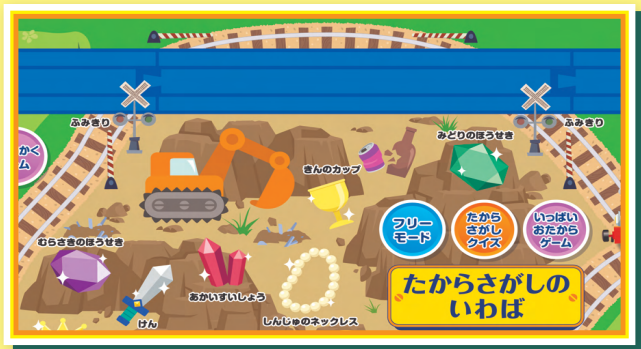 ふみきり
ふみきり
みどりのほうせき
かく
ム
きんのカップ
フリー
モード
たから
さがし
クイズ
いっぱい
おたから
ゲーム
むらさきのほうせき
あかいすいしょう
しんじゅのネックレス
けん
たからさがしの
いわば